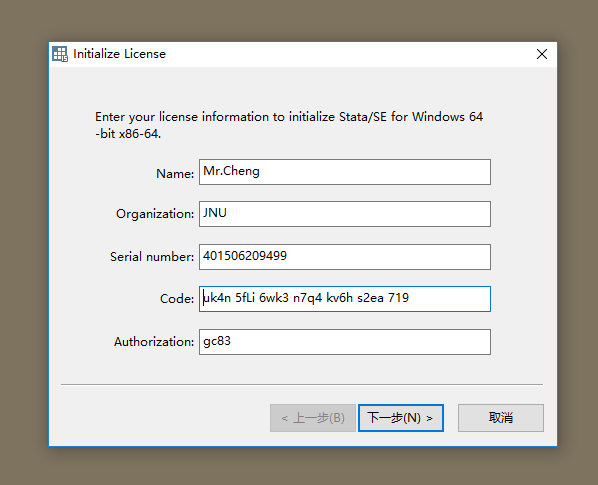 Initialize License
Enter your license information to initialize Stata/SE for Windows 64
-bit x86-64.
Name: Mr.Cheng
Organization: JNU
Serial number: 401506209499
Code: uk4n 5fLi 6wk3 n7q4 kv6h s2ea 719
Authorization: gc83
< 上一步(B) 下一步(N) > 取消